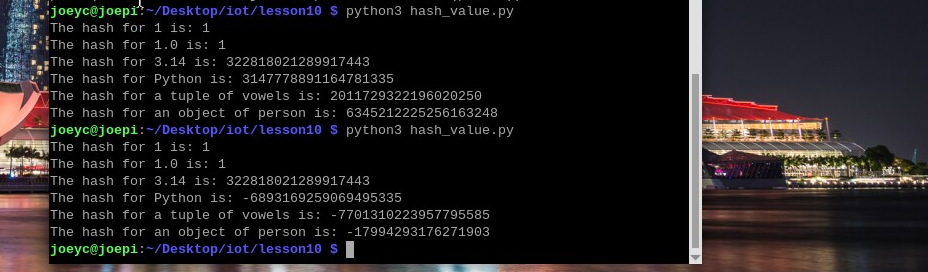 joeyc@joepi:~/Desktop/iot/lesson10 $ python3 hash_value.py
The hash for 1 is: 1
The hash for 1.0 is: 1
The hash for 3.14 is: 322818021289917443
The hash for Python is: 3147778891164781335
The hash for a tuple of vowels is: 2011729322196020250
The hash for an object of person is: 6345212225256163248
joeyc@joepi:~/Desktop/iot/lesson10 $ python3 hash_value.py
The hash for 1 is: 1
The hash for 1.0 is: 1
The hash for 3.14 is: 322818021289917443
The hash for Python is: -6893169259069495335
The hash for a tuple of vowels is: -7701310223957795585
The hash for an object of person is: -17994293176271903
joeyc@joepi:~/Desktop/iot/lesson10 $